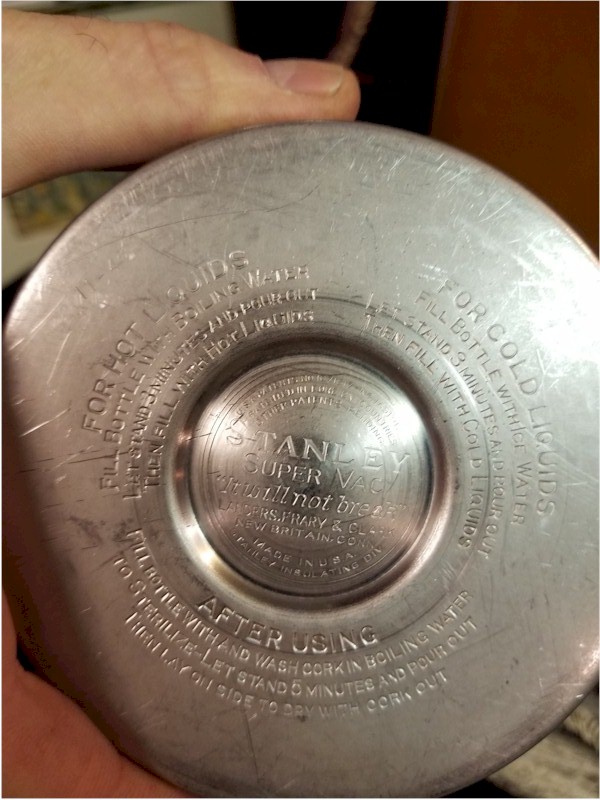 FOR HOT LIQUIDS
FILL BOTTLE WITH BOILING WATER
LET STAND 3 MINUTES AND POUR OUT
THEN FILL WITH HOT LIQUIDS
FOR COLD LIQUIDS
FILL BOTTLE WITH ICE WATER
LET STAND 3 MINUTES AND POUR OUT
THEN FILL WITH COLD LIQUIDS
STANLEY
SUPER VAC
"It will not break"
LANDERS, FRARY & CLARK
NEW BRITAIN, CONN.
MADE IN U.S.A.
STANLEY INSULATING DIV.
AFTER USING
FILL BOTTLE WITH AND WASH CORK IN BOILING WATER
TO STERILIZE-LET STAND 5 MINUTES AND POUR OUT
THEN LAY ON SIDE TO DRY WITH CORK OUT